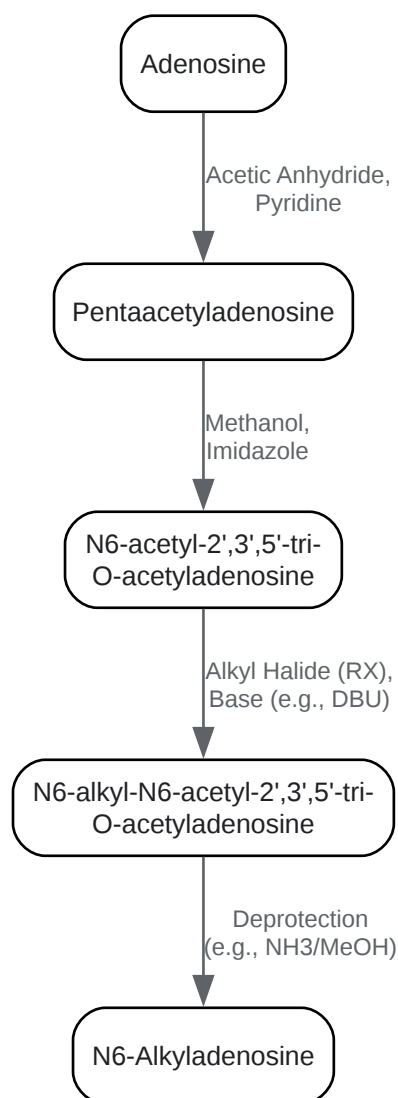 Adenosine
Acetic Anhydride,
Pyridine
Pentaacetyladenosine
Methanol,
Imidazole
N6-acetyl-2',3',5'-tri-
O-acetyladenosine
Alkyl Halide (RX),
Base (e.g., DBU)
N6-alkyl-N6-acetyl-2',3',5'-tri-
O-acetyladenosine
Deprotection
(e.g., NH3/MeOH)
N6-Alkyladenosine